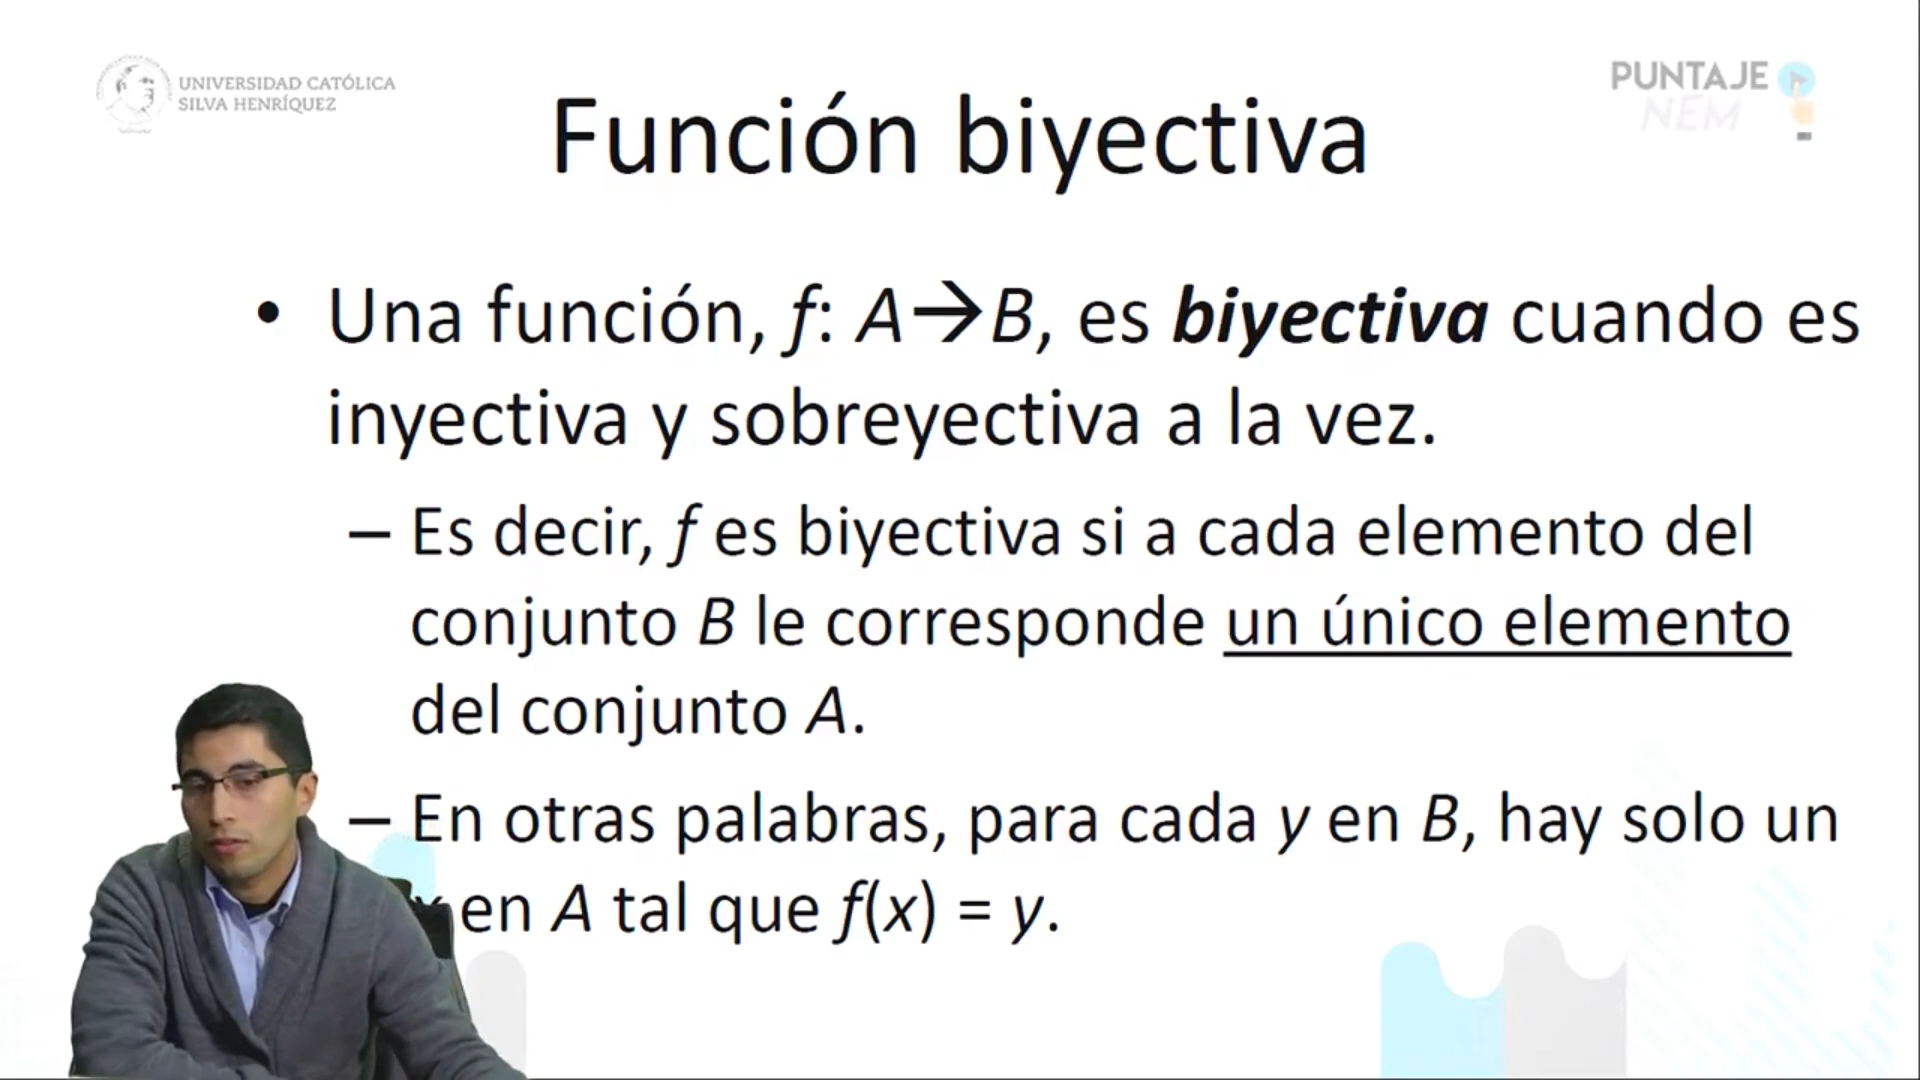 UNIVERSIDAD CATÓLICA
SILVA HENRÍQUEZ
PUNTAJE
NEM
Función biyectiva
• Una función, f: A→B, es biyectiva cuando es
inyectiva y sobreyectiva a la vez.
– Es decir, f es biyectiva si a cada elemento del
conjunto B le corresponde un único elemento
del conjunto A.
– En otras palabras, para cada y en B, hay solo un
x en A tal que f(x) = y.